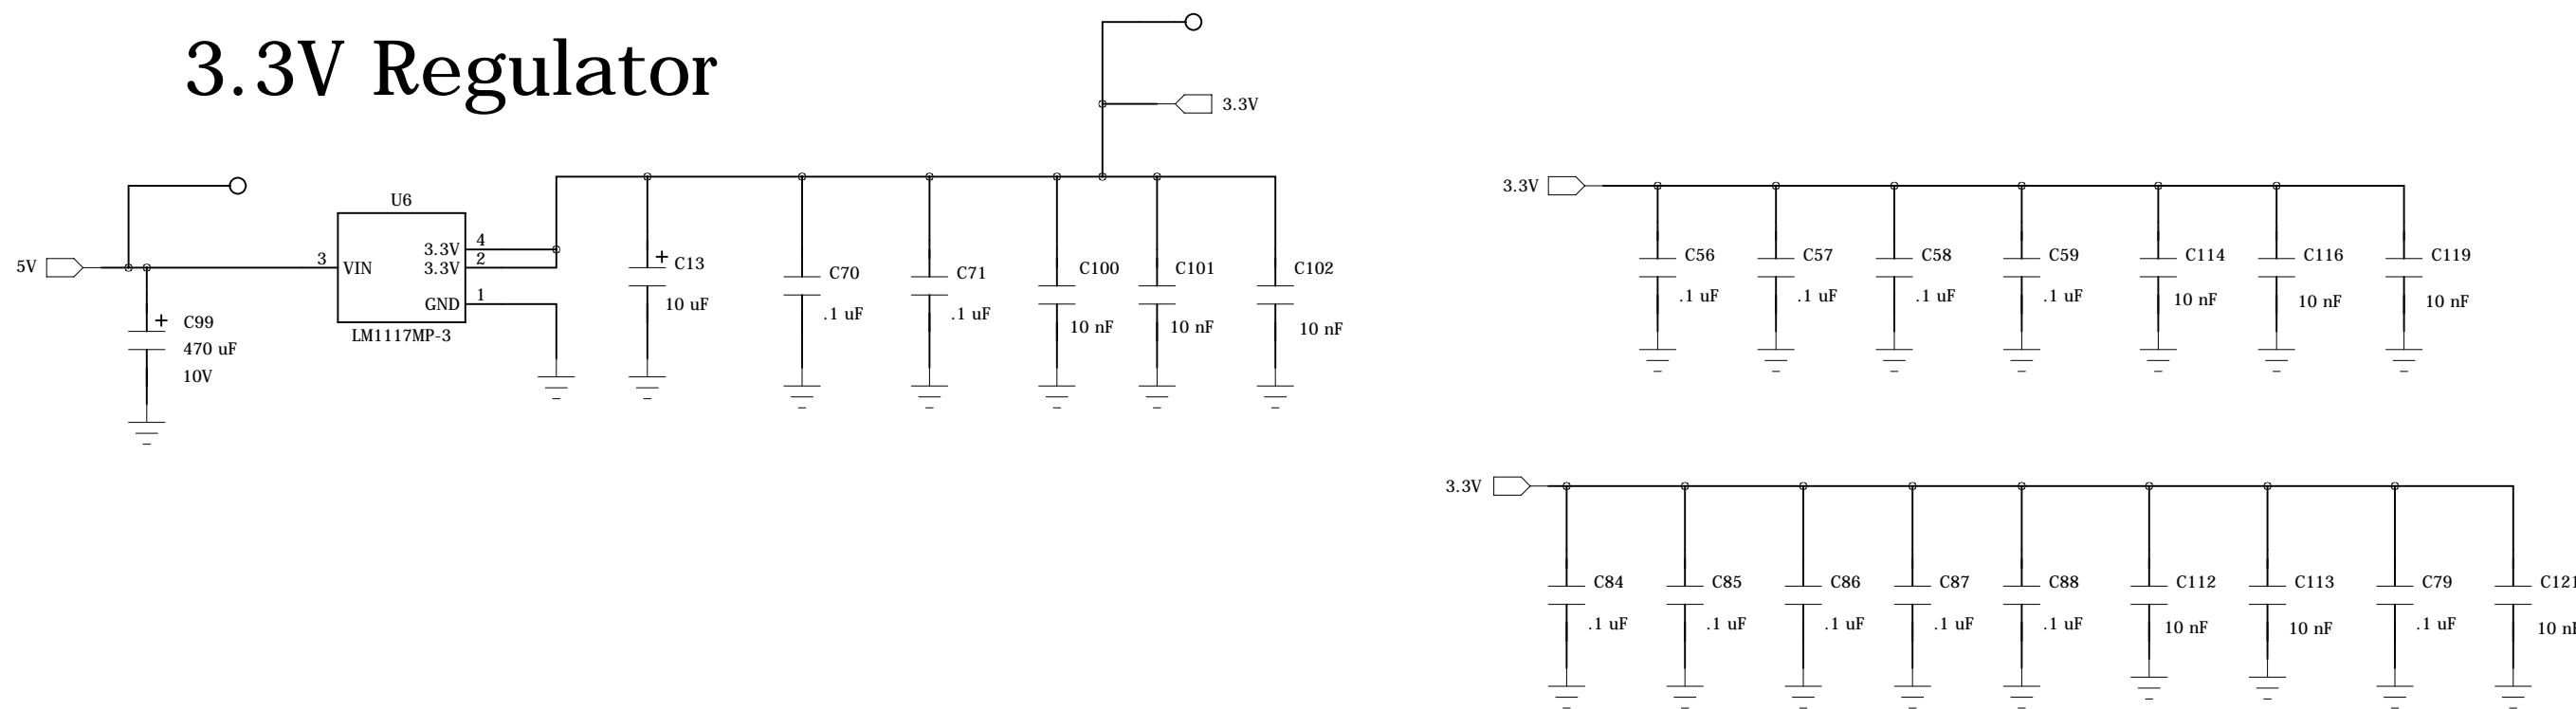 3.3V Regulator
3.3V
5V
U6
3 VIN
3.3V 4
3.3V 2
GND 1
LM1117MP-3
+ C99
470 uF
10V
+ C13
10 uF
C70
.1 uF
C71
.1 uF
C100
10 nF
C101
10 nF
C102
10 nF
3.3V
C56
.1 uF
C57
.1 uF
C58
.1 uF
C59
.1 uF
C114
10 nF
C116
10 nF
C119
10 nF
3.3V
C84
.1 uF
C85
.1 uF
C86
.1 uF
C87
.1 uF
C88
.1 uF
C112
10 nF
C113
10 nF
C79
.1 uF
C121
10 nF